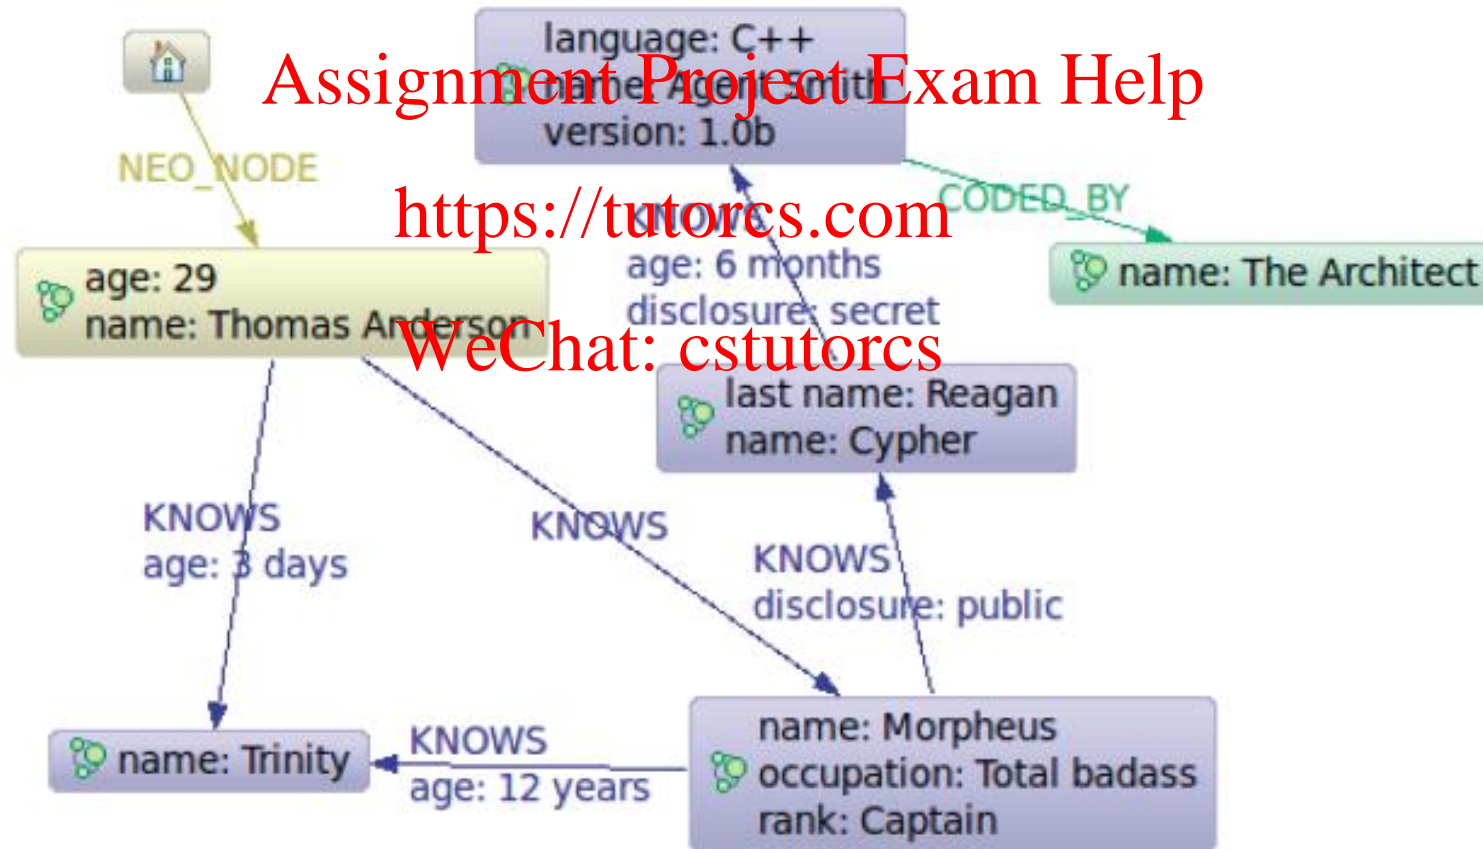 language: C++
name: Agent Smith
version: 1.0b
Assignment Project Exam Help
NEO_NODE
https://tutorcs.com
CODED_BY
KNOWS
age: 6 months
disclosure: secret
name: The Architect
age: 29
name: Thomas Anderson
WeChat: cstutorcs
last name: Reagan
name: Cypher
KNOWS
age: 3 days
KNOWS
KNOWS
disclosure: public
name: Trinity
KNOWS
age: 12 years
name: Morpheus
occupation: Total badass
rank: Captain